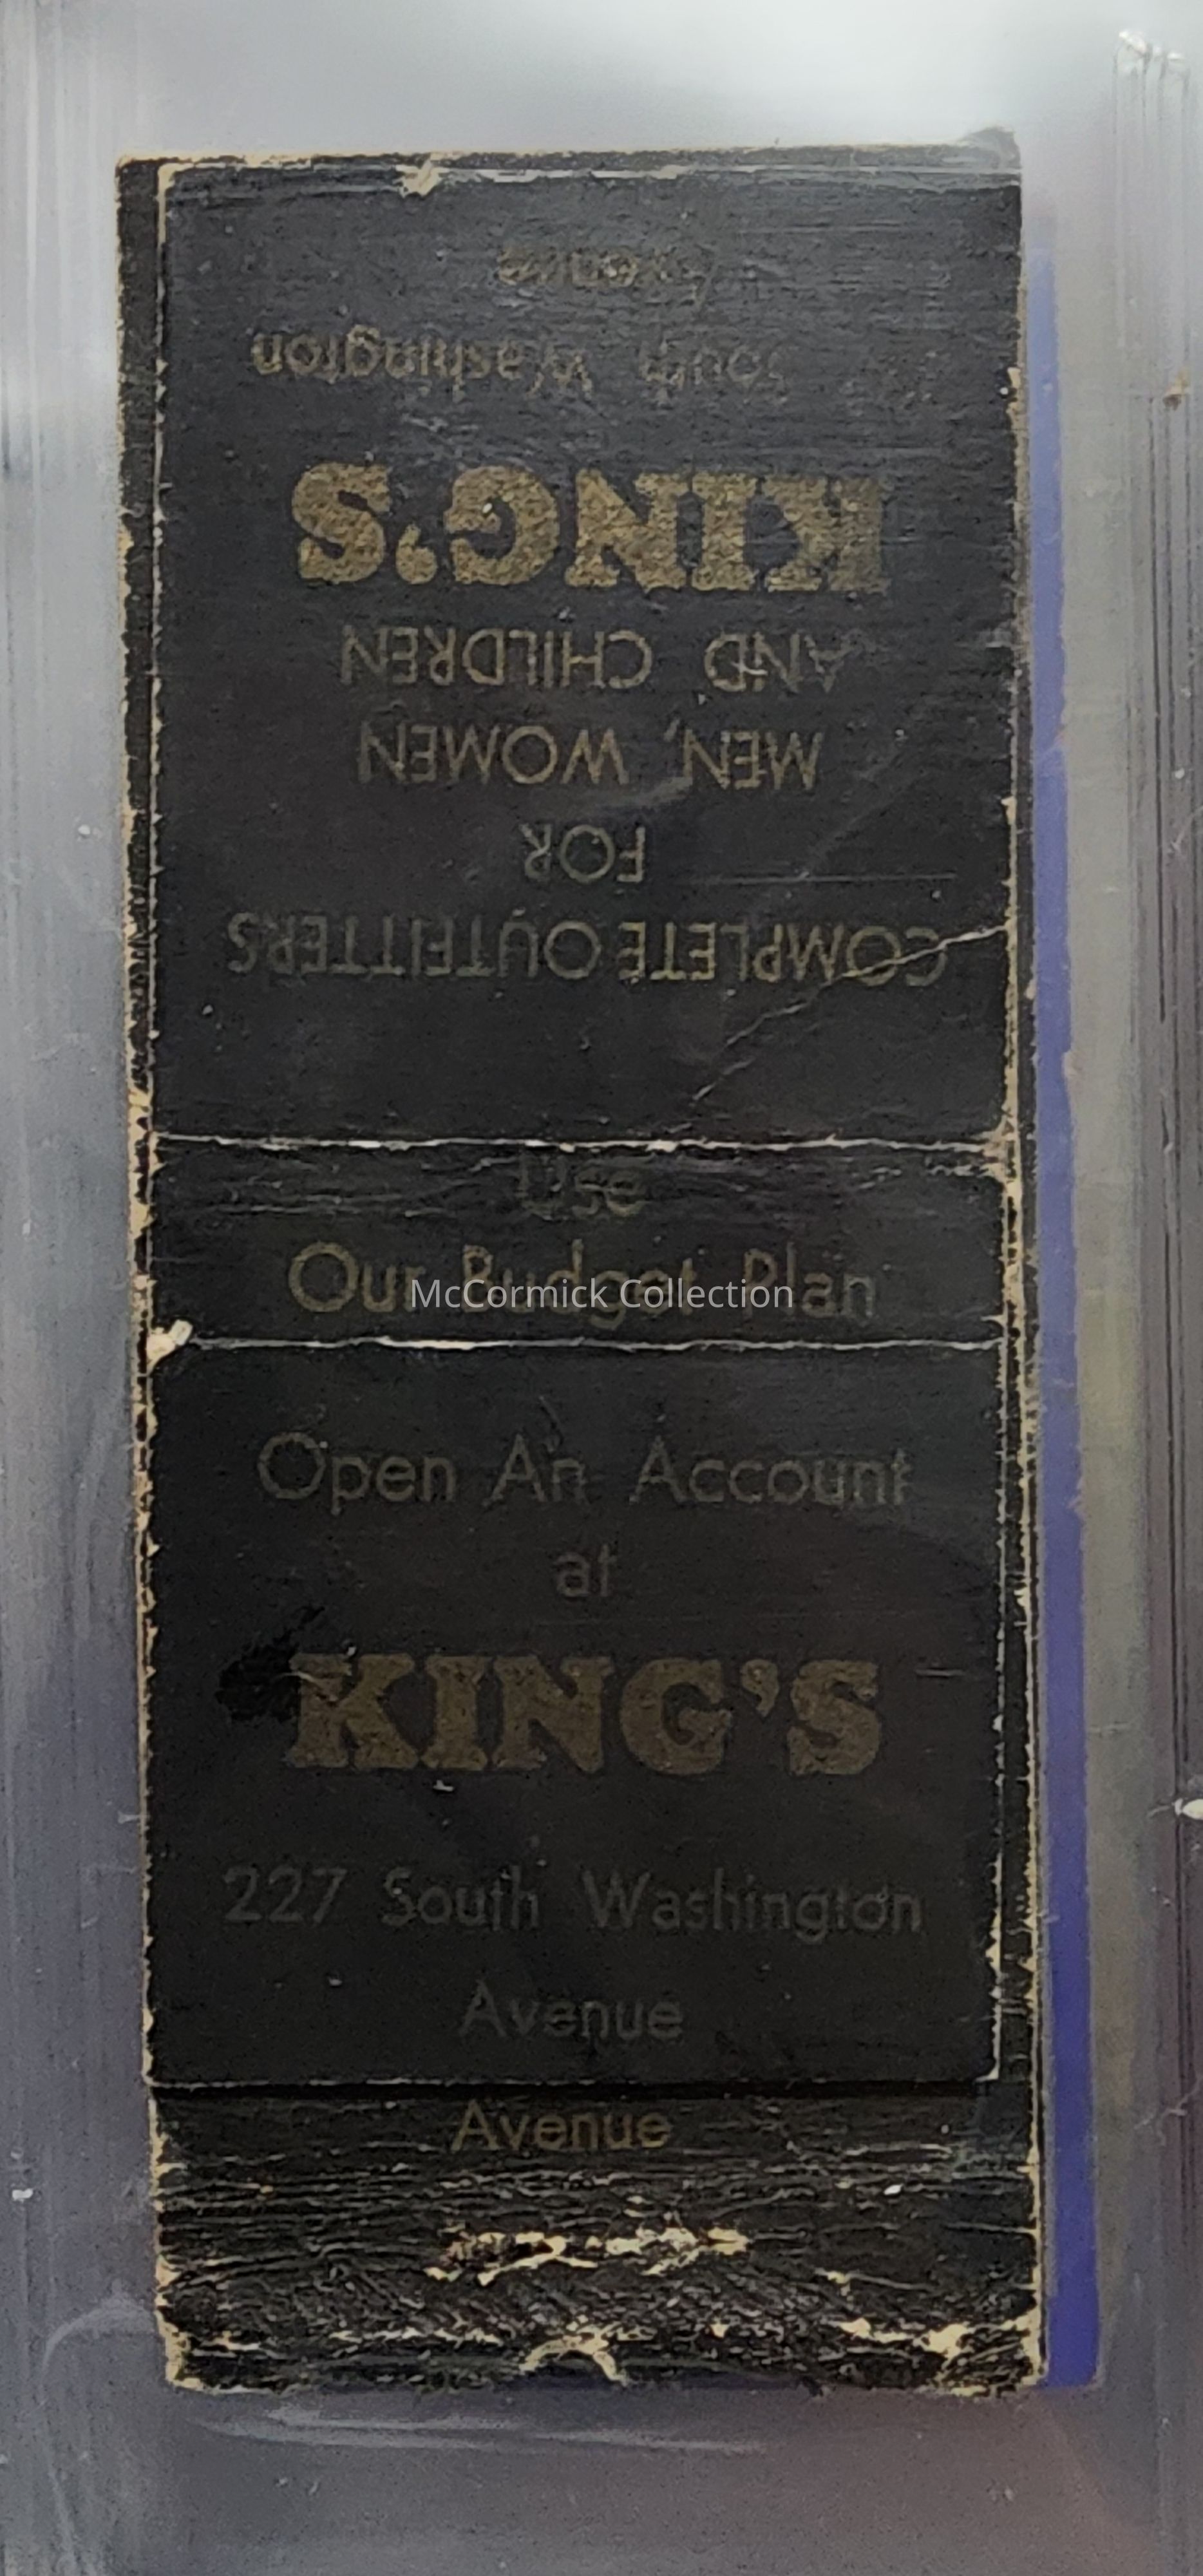 Avenue
South Washington
KING'S
AND CHILDREN
MEN, WOMEN
FOR
COMPLETE OUTFITTERS
Use
Our Budget Plan
McCormick Collection
Open An Account
at
KING'S
227 South Washington
Avenue
Avenue